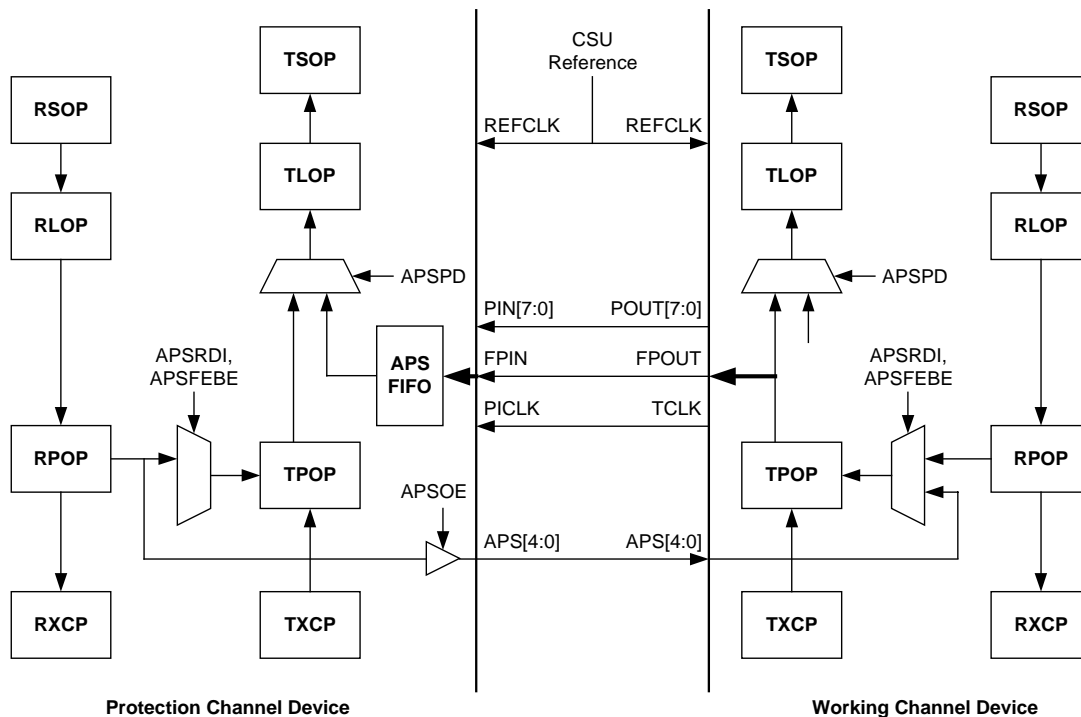 CSU
Reference
TSOP
TSOP
RSOP
RSOP
REFCLK
REFCLK
TLOP
TLOP
RLOP
RLOP
APSPD
APSPD
PIN[7:0]
POUT[7:0]
APSRDI,
APSFEBE
APS
FIFO
FPIN
FPOUT
APSRDI,
APSFEBE
PICLK
TCLK
RPOP
TPOP
TPOP
RPOP
APSOE
APS[4:0]
APS[4:0]
RXCP
TXCP
TXCP
RXCP
Protection Channel Device
Working Channel Device